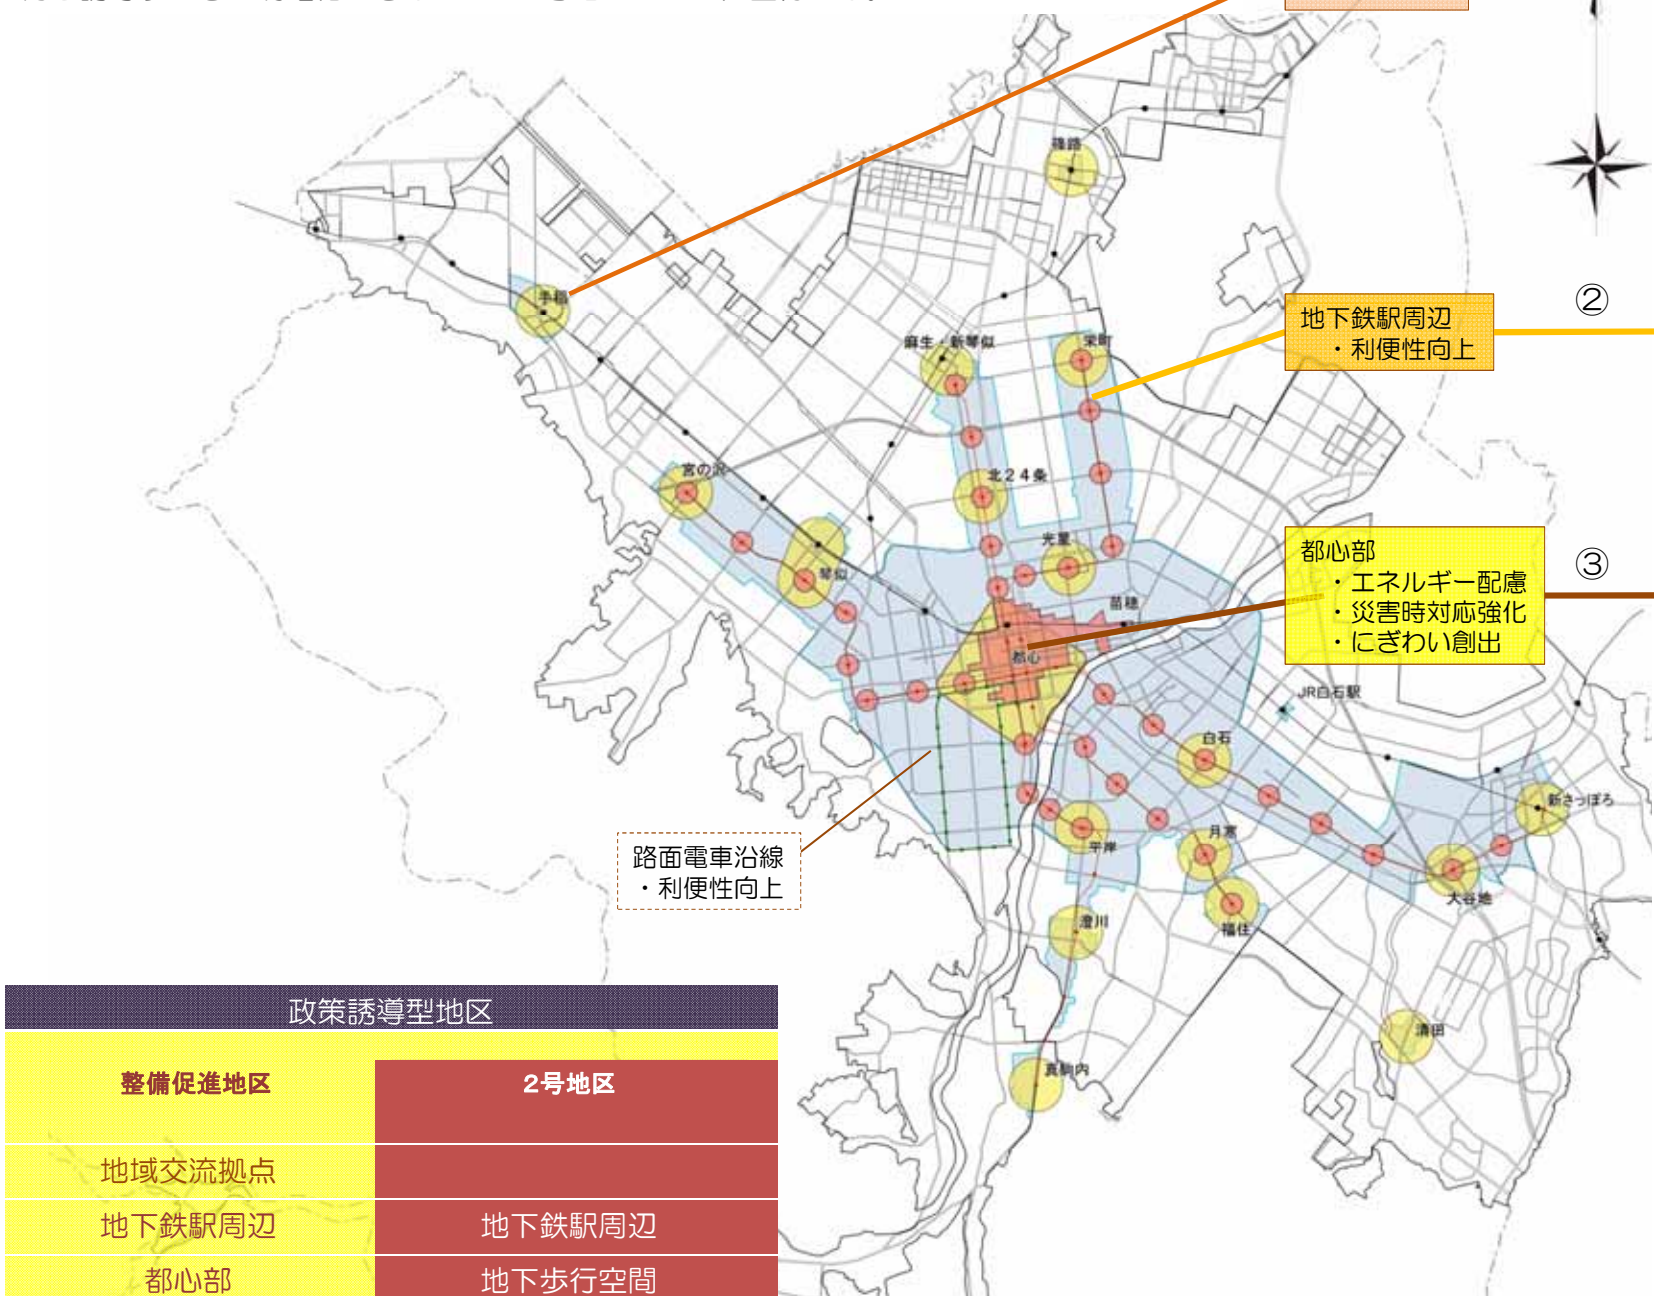 篠路
手稲
麻生・新琴似
栄町
地下鉄駅周辺
・利便性向上
②
宮の沢
北24条
光星
琴似
苗穂
都心
都心部
・エネルギー配慮
・災害時対応強化
・にぎわい創出
③
JR白石駅
白石
新さっぽろ
路面電車沿線
・利便性向上
平岸
月寒
大谷地
福住
澄川
清田
真駒内
政策誘導型地区
整備促進地区
2号地区
地域交流拠点
地下鉄駅周辺
地下鉄駅周辺
都心部
地下歩行空間